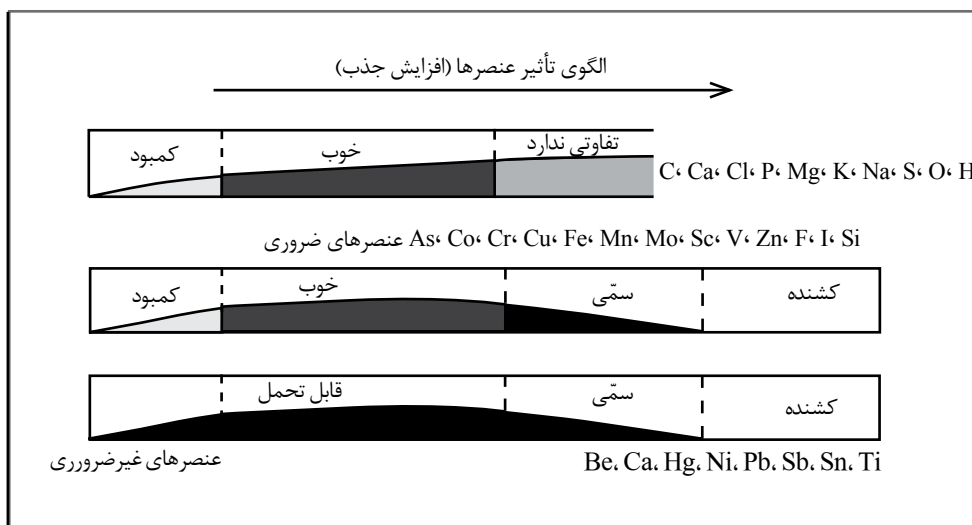 الگوی تأثیر عنصرها (افزایش جذب)
کمبود خوب تفاوتی ندارد
C، Ca، Cl، P، Mg، K، Na، S، O، H
عنصرهای ضروری As، Co، Cr، Cu، Fe، Mn، Mo، Sc، V، Zn، F، I، Si
کمبود خوب سمّی کشنده
قابل تحمل سمّی کشنده
عنصرهای غیرضرورری Be، Ca، Hg، Ni، Pb، Sb، Sn، Ti